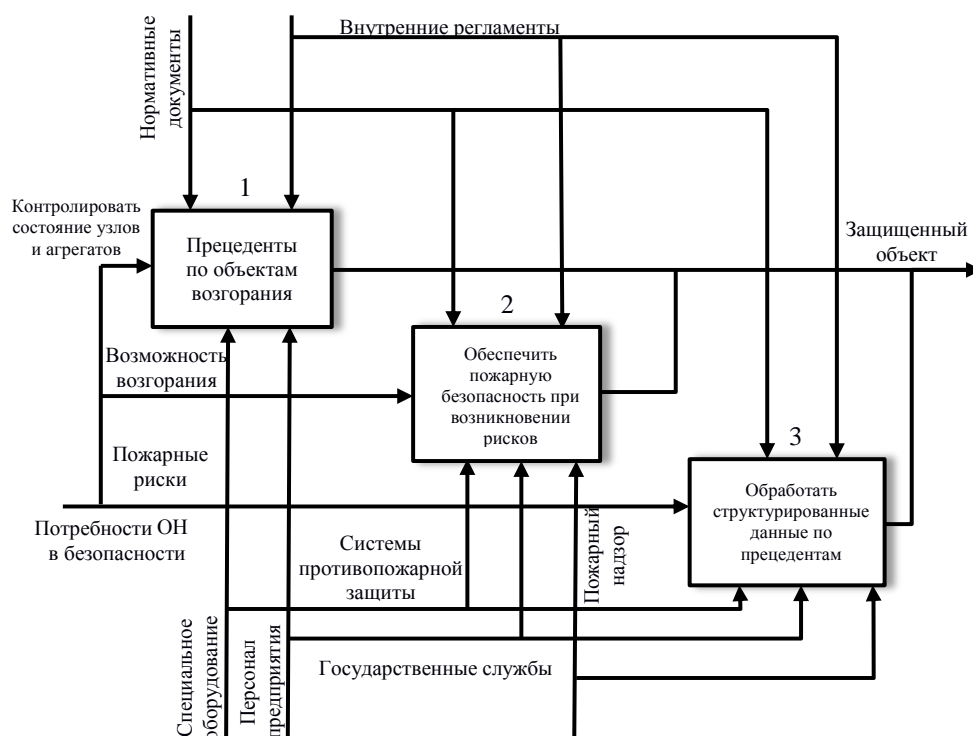 Внутренние регламенты
Нормативные
документы
1
Контролировать
состояние узлов
и агрегатов
Прецеденты
по объектам
возгорания
Защищенный
объект
2
Возможность
возгорания
Обеспечить
пожарную
безопасность при
возникновении
рисков
3
Пожарные
риски
Обработать
структурированные
данные по
прецедентам
Потребности ОН
в безопасности
Системы
противопожарной
защиты
Пожарный
надзор
Специальное
оборудование
Персонал
предприятия
Государственные службы